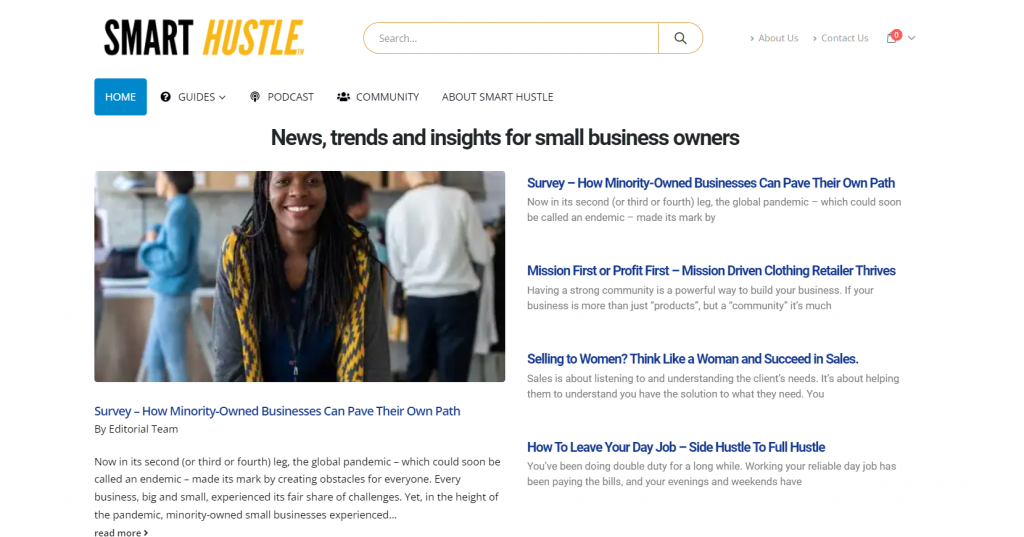 SMART HUSTLE
Search...
About Us
Contact Us
0
HOME
GUIDES
PODCAST
COMMUNITY
ABOUT SMART HUSTLE
News, trends and insights for small business owners
Survey – How Minority-Owned Businesses Can Pave Their Own Path
By Editorial Team
Now in its second (or third or fourth) leg, the global pandemic – which could soon be
called an endemic – made its mark by creating obstacles for everyone. Every
business, big and small, experienced its fair share of challenges. Yet, in the height of
the pandemic, minority-owned small businesses experienced...
read more
Survey – How Minority-Owned Businesses Can Pave Their Own Path
Now in its second (or third or fourth) leg, the global pandemic – which could soon
be called an endemic – made its mark by
Mission First or Profit First – Mission Driven Clothing Retailer Thrives
Having a strong community is a powerful way to build your business. If your
business is more than just “products”, but a “community” it’s much
Selling to Women? Think Like a Woman and Succeed in Sales.
Sales is about listening to and understanding the client’s needs. It’s about helping
them to understand you have the solution to what they need. You
How To Leave Your Day Job – Side Hustle To Full Hustle
You’ve been doing double duty for a long while. Working your reliable day job has
been paying the bills, and your evenings and weekends have